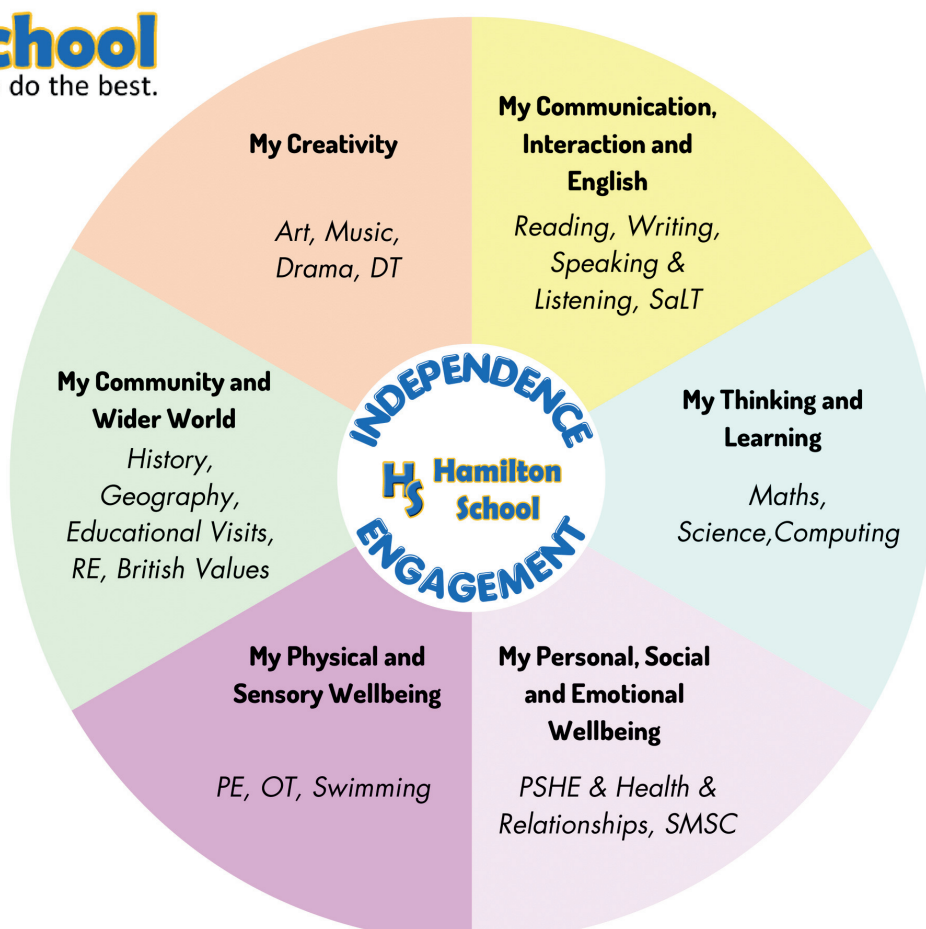 do the best.
My Creativity
Art, Music,
Drama, DT
My Communication,
Interaction and
English
Reading, Writing,
Speaking &
Listening, SaLT
My Thinking and
Learning
Maths,
Science,Computing
My Personal, Social
and Emotional
Wellbeing
PSHE & Health &
Relationships, SMSC
My Physical and
Sensory Wellbeing
PE, OT, Swimming
My Community and
Wider World
History,
Geography,
Educational Visits,
RE, British Values
INDEPENDENCE
HS Hamilton
School
ENGAGEMENT